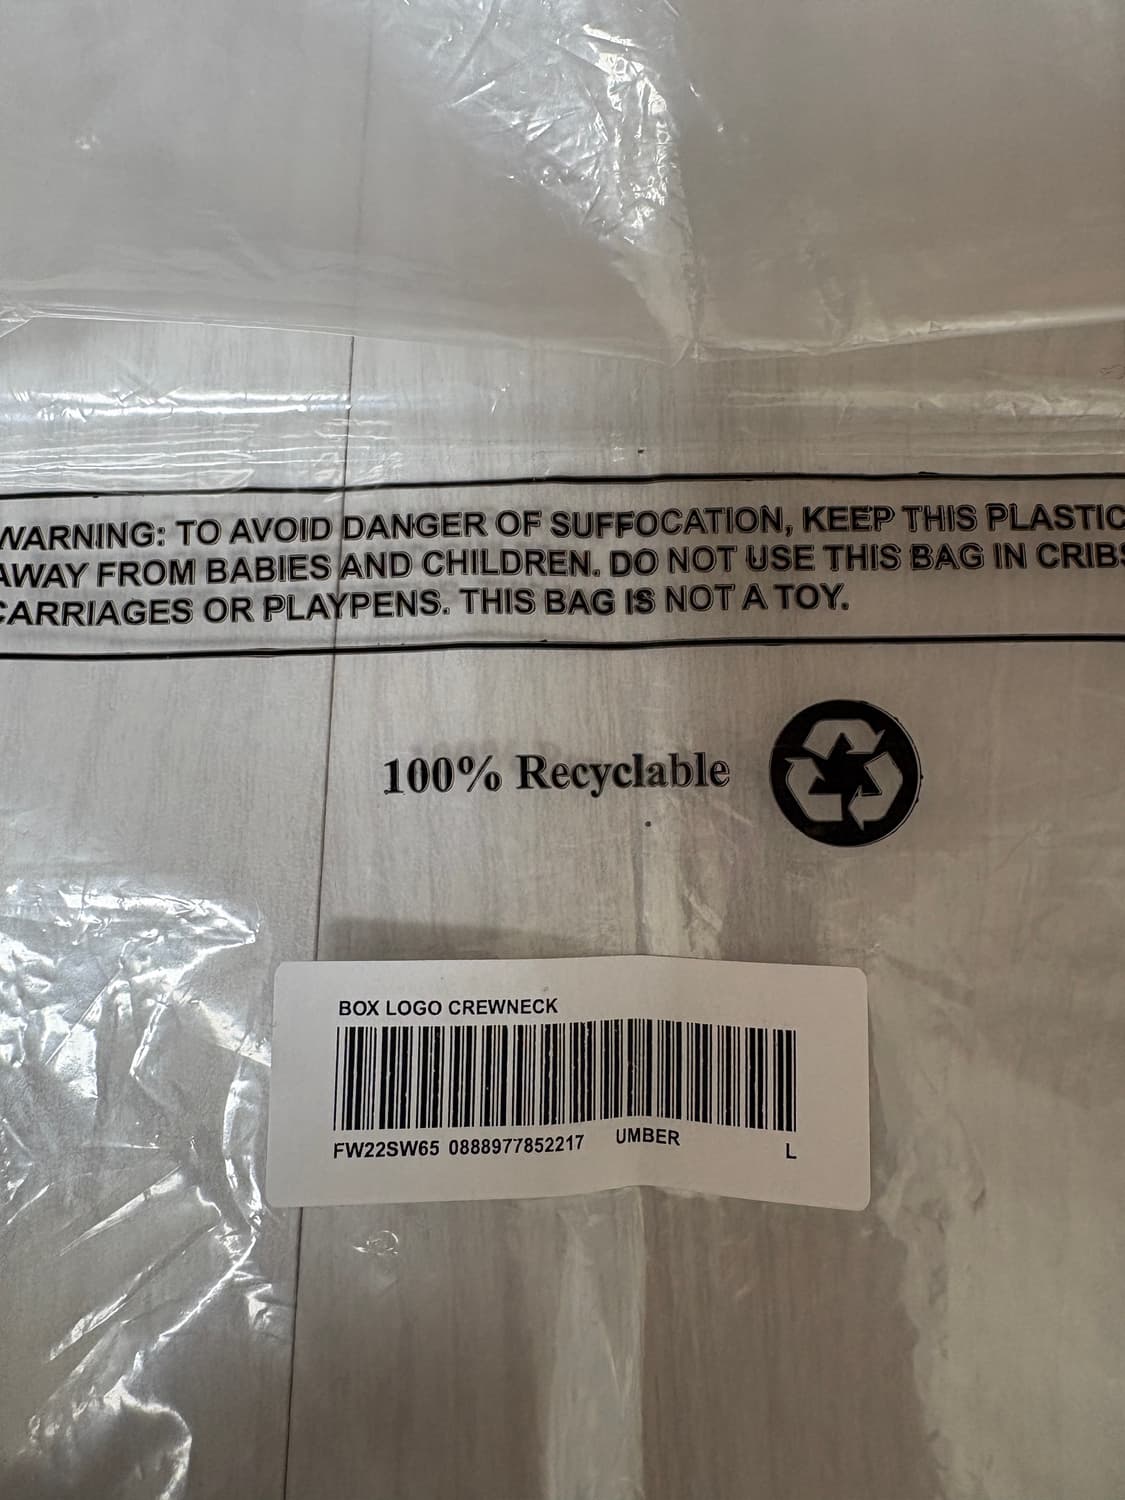 WARNING: TO AVOID DANGER OF SUFFOCATION, KEEP THIS PLASTIC
AWAY FROM BABIES AND CHILDREN. DO NOT USE THIS BAG IN CRIBS
CARRIAGES OR PLAYPENS. THIS BAG IS NOT A TOY.
100% Recyclable
BOX LOGO CREWNECK
FW22SW65 0888977852217 UMBER L